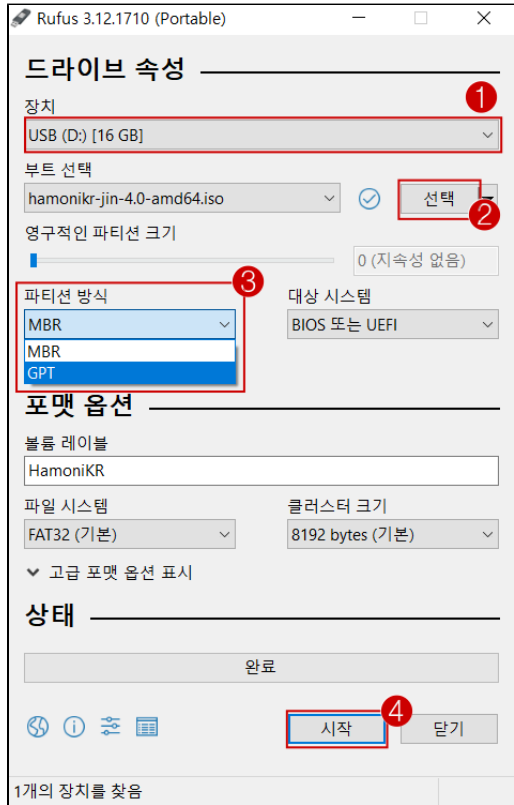 Rufus 3.12.1710 (Portable)
드라이브 속성
장치
1
USB (D:) [16 GB]
부트 선택
hamonikr-jin-4.0-amd64.iso
선택
2
영구적인 파티션 크기
0 (지속성 없음)
3
파티션 방식
대상 시스템
MBR
BIOS 또는 UEFI
MBR
GPT
포맷 옵션
볼륨 레이블
HamoniKR
파일 시스템
클러스터 크기
FAT32 (기본)
8192 bytes (기본)
고급 포맷 옵션 표시
상태
완료
4
시작
닫기
1개의 장치를 찾음